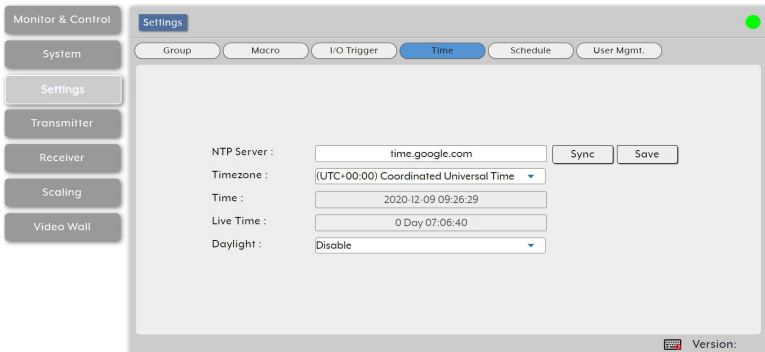 Monitor & Control
System
Settings
Transmitter
Receiver
Scaling
Video Wall
Settings
Group Macro I/O Trigger Time Schedule User Mgmt.
NTP Server : time.google.com Sync Save
Timezone : (UTC+00:00) Coordinated Universal Time
Time : 2020-12-09 09:26:29
Live Time : 0 Day 07:06:40
Daylight : Disable
Version: